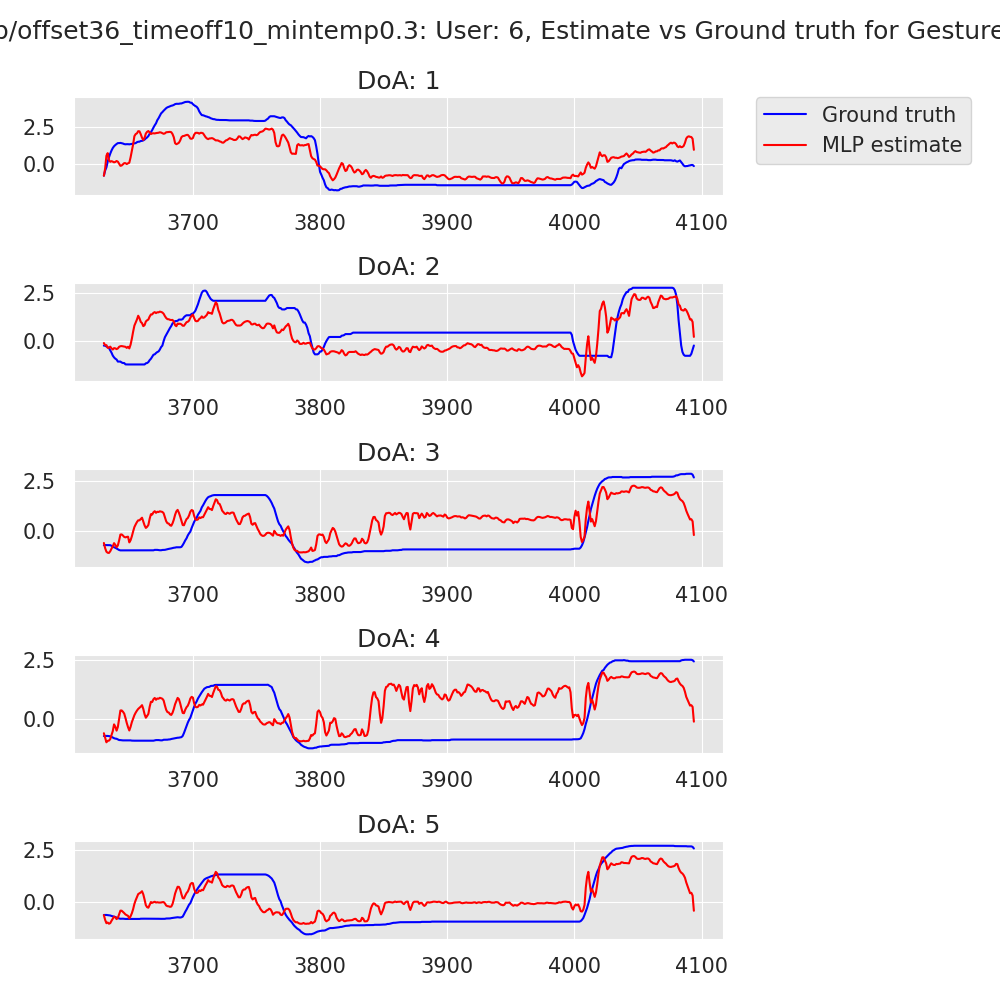 offset36_timeoff10_mintemp0.3: User: 6, Estimate vs Ground truth for Gesture
DoA: 1
Ground truth
MLP estimate
2.5
0.0
3700 3800 3900 4000 4100
DoA: 2
2.5
0.0
3700 3800 3900 4000 4100
DoA: 3
2.5
0.0
3700 3800 3900 4000 4100
DoA: 4
2.5
0.0
3700 3800 3900 4000 4100
DoA: 5
2.5
0.0
3700 3800 3900 4000 4100